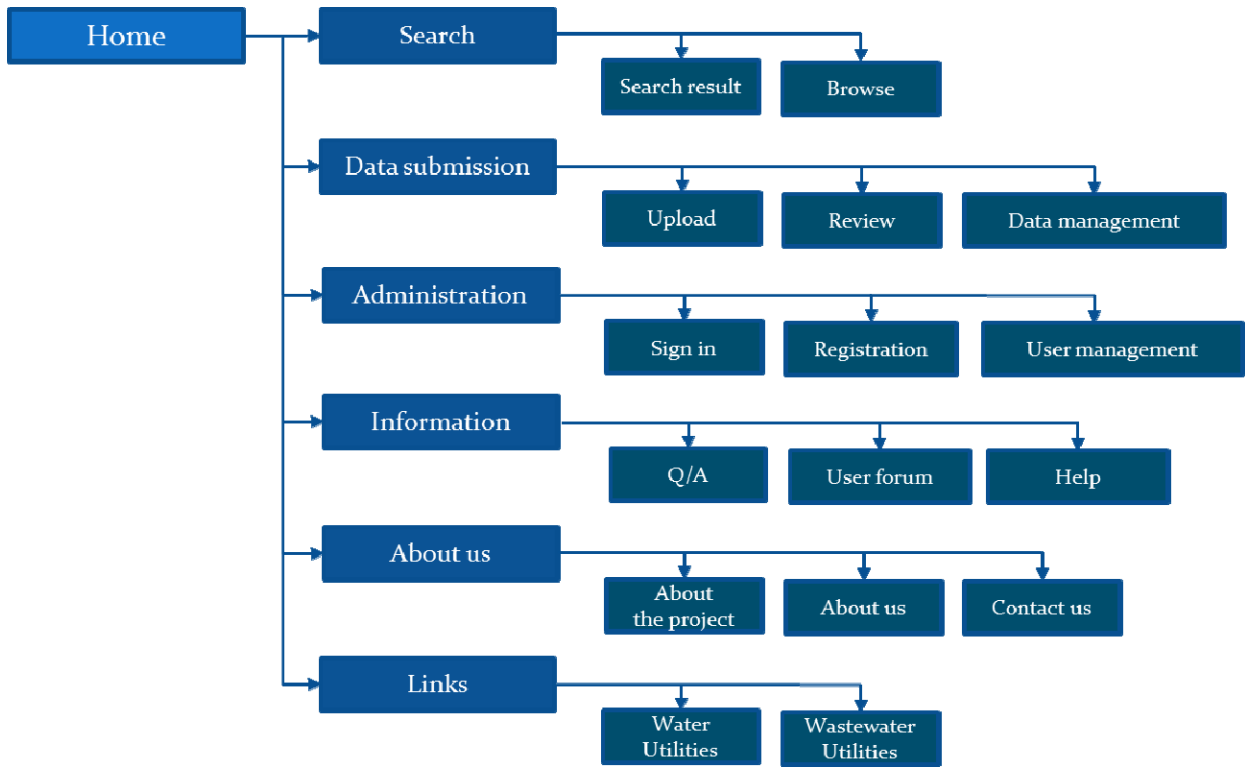 Home
Search
Search result
Browse
Data submission
Upload
Review
Data management
Administration
Sign in
Registration
User management
Information
Q/A
User forum
Help
About us
About
the project
About us
Contact us
Links
Water
Utilities
Wastewater
Utilities